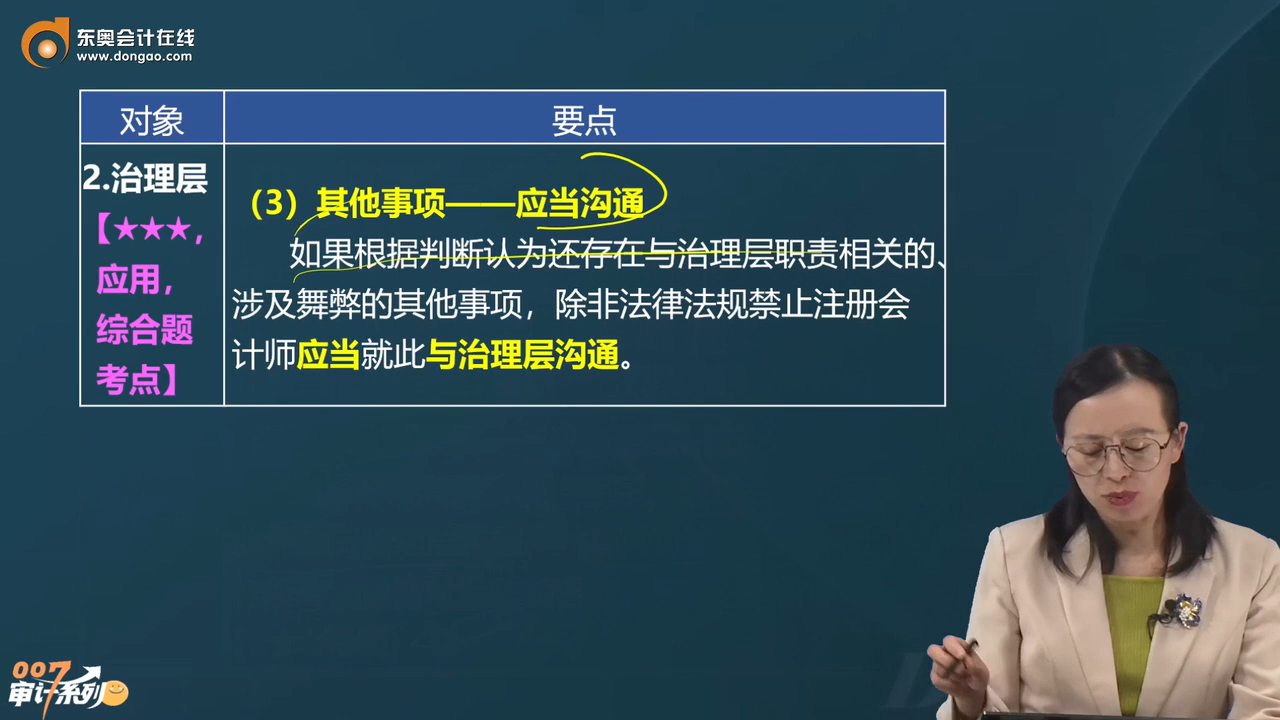 东奥会计在线
www.dongao.com
对象
要点
2.治理层
【★★★，
应用，
综合题
考点】
（3）其他事项——应当沟通
如果根据判断认为还存在与治理层职责相关的、
涉及舞弊的其他事项，除非法律法规禁止注册会
计师应当就此与治理层沟通。
007
审计系列